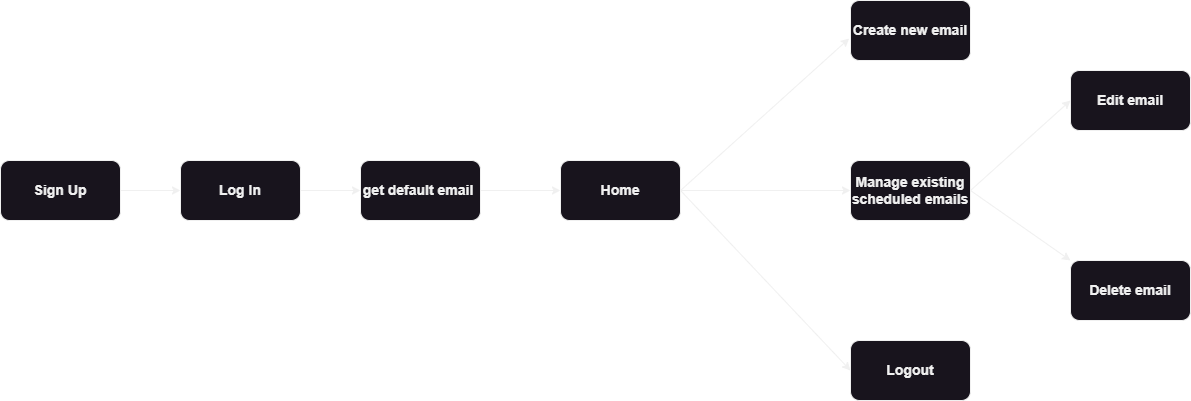 Create new email
Edit email
Sign Up
Log In
get default email
Home
Manage existing
scheduled emails
Delete email
Logout